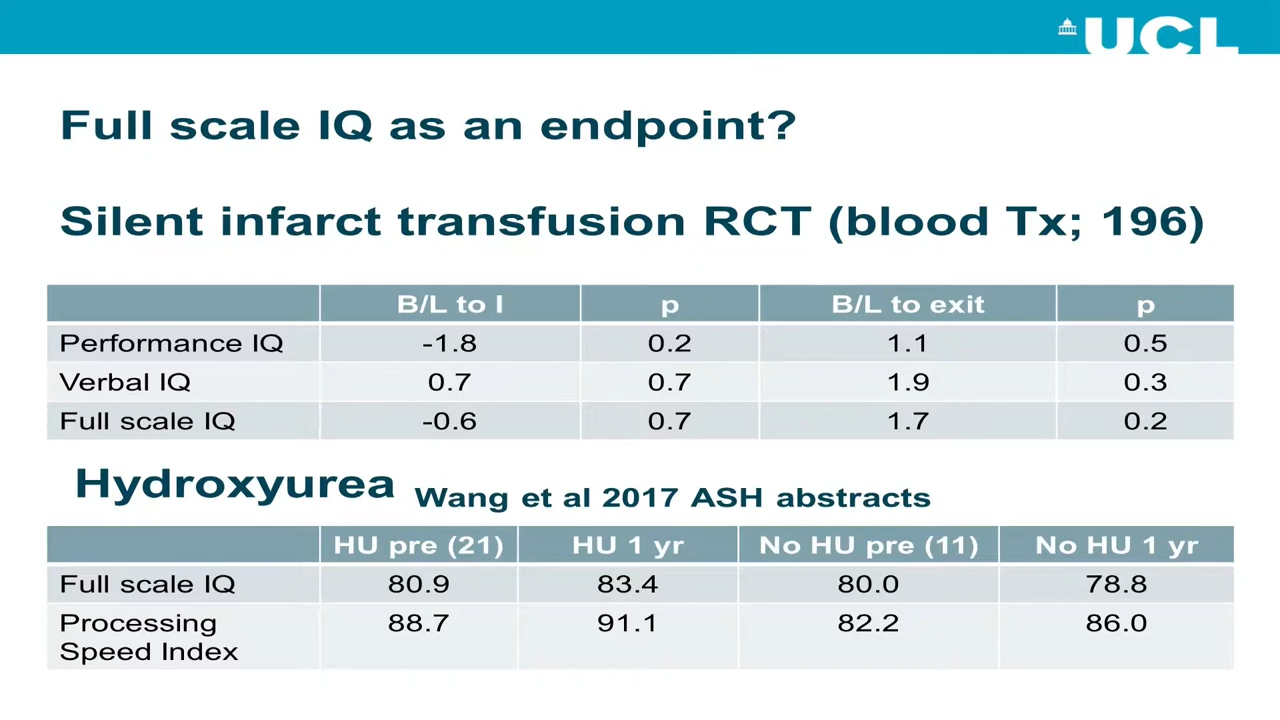 UCL
Full scale IQ as an endpoint?
Silent infarct transfusion RCT (blood Tx; 196)
B/L to I p B/L to exit p
Performance IQ -1.8 0.2 1.1 0.5
Verbal IQ 0.7 0.7 1.9 0.3
Full scale IQ -0.6 0.7 1.7 0.2
Hydroxyurea Wang et al 2017 ASH abstracts
HU pre (21) HU 1 yr No HU pre (11) No HU 1 yr
Full scale IQ 80.9 83.4 80.0 78.8
Processing 88.7 91.1 82.2 86.0
Speed Index